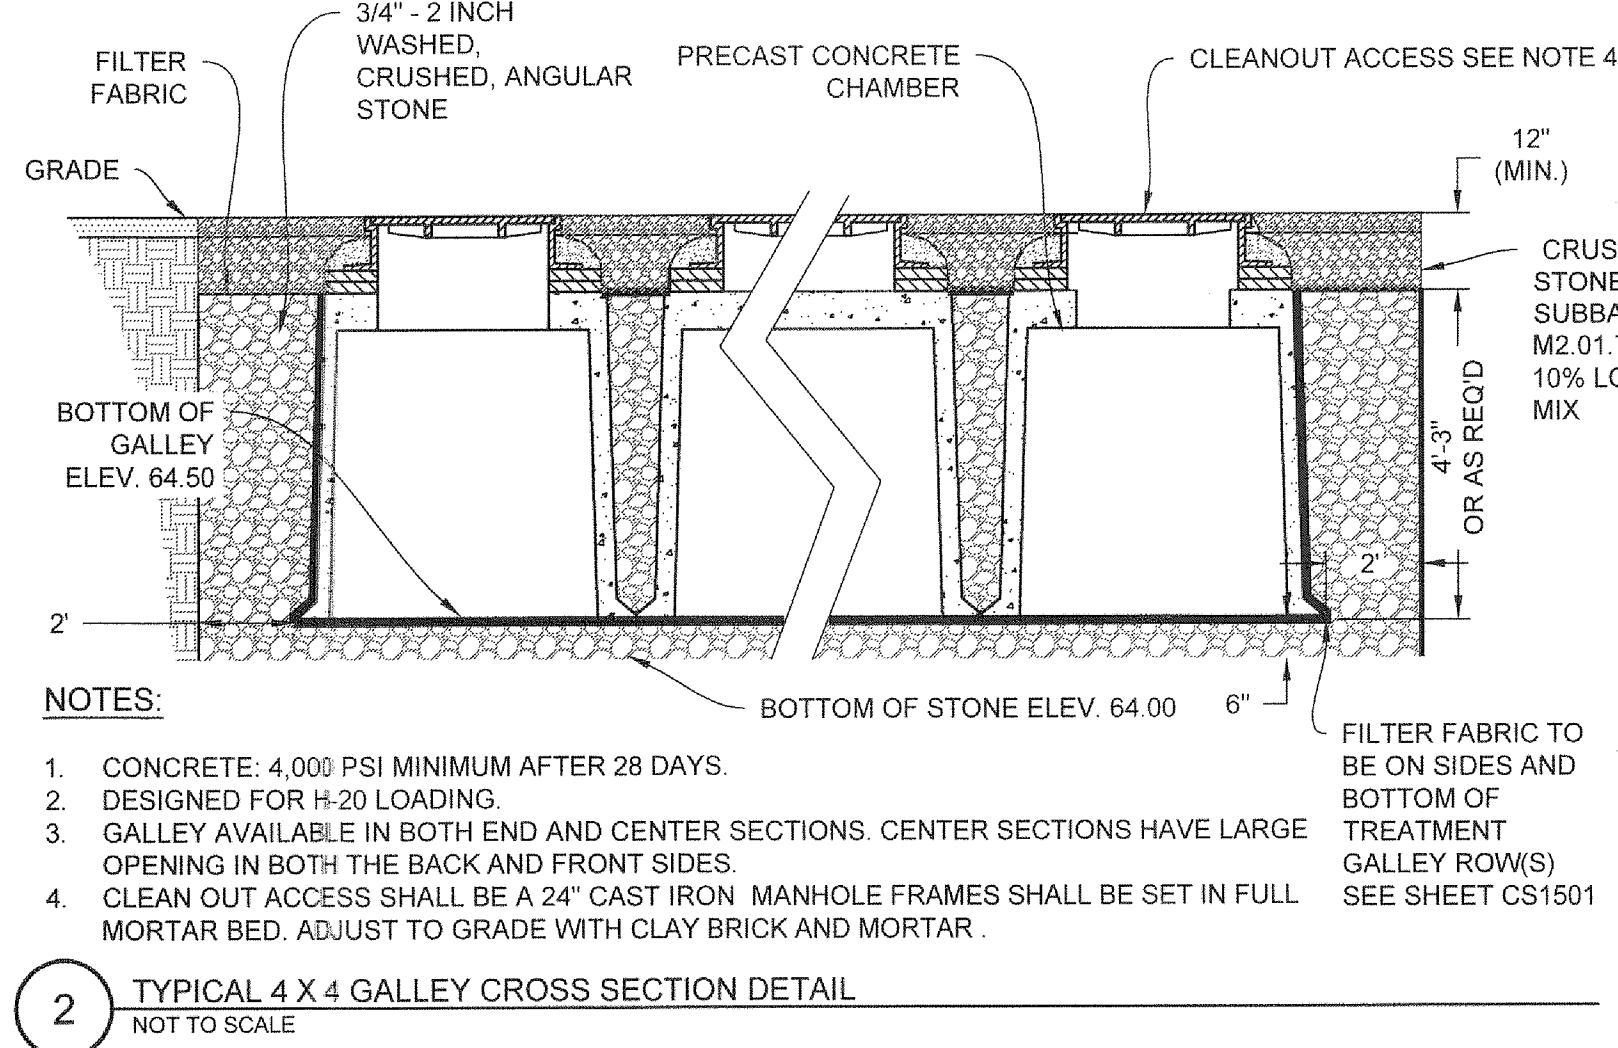 3/4" - 2 INCH
WASHED,
CRUSHED, ANGULAR
STONE
FILTER
FABRIC
PRECAST CONCRETE
CHAMBER
CLEANOUT ACCESS SEE NOTE 4
12"
(MIN.)
GRADE
STONE
10%
MIX
BOTTOM OF
GALLEY
ELEV. 64.50
4'-3"
OR AS REQ'D
2'
2'
BOTTOM OF STONE ELEV. 64.00
6"
FILTER FABRIC TO
BE ON SIDES AND
BOTTOM OF
TREATMENT
GALLEY ROW(S)
SEE SHEET CS1501
NOTES:
1. CONCRETE: 4,000 PSI MINIMUM AFTER 28 DAYS.
2. DESIGNED FOR H-20 LOADING.
3. GALLEY AVAILABLE IN BOTH END AND CENTER SECTIONS. CENTER SECTIONS HAVE LARGE
OPENING IN BOTH THE BACK AND FRONT SIDES.
4. CLEAN OUT ACCESS SHALL BE A 24" CAST IRON MANHOLE FRAMES SHALL BE SET IN FULL
MORTAR BED. ADJUST TO GRADE WITH CLAY BRICK AND MORTAR .
2
TYPICAL 4 X 4 GALLEY CROSS SECTION DETAIL
NOT TO SCALE